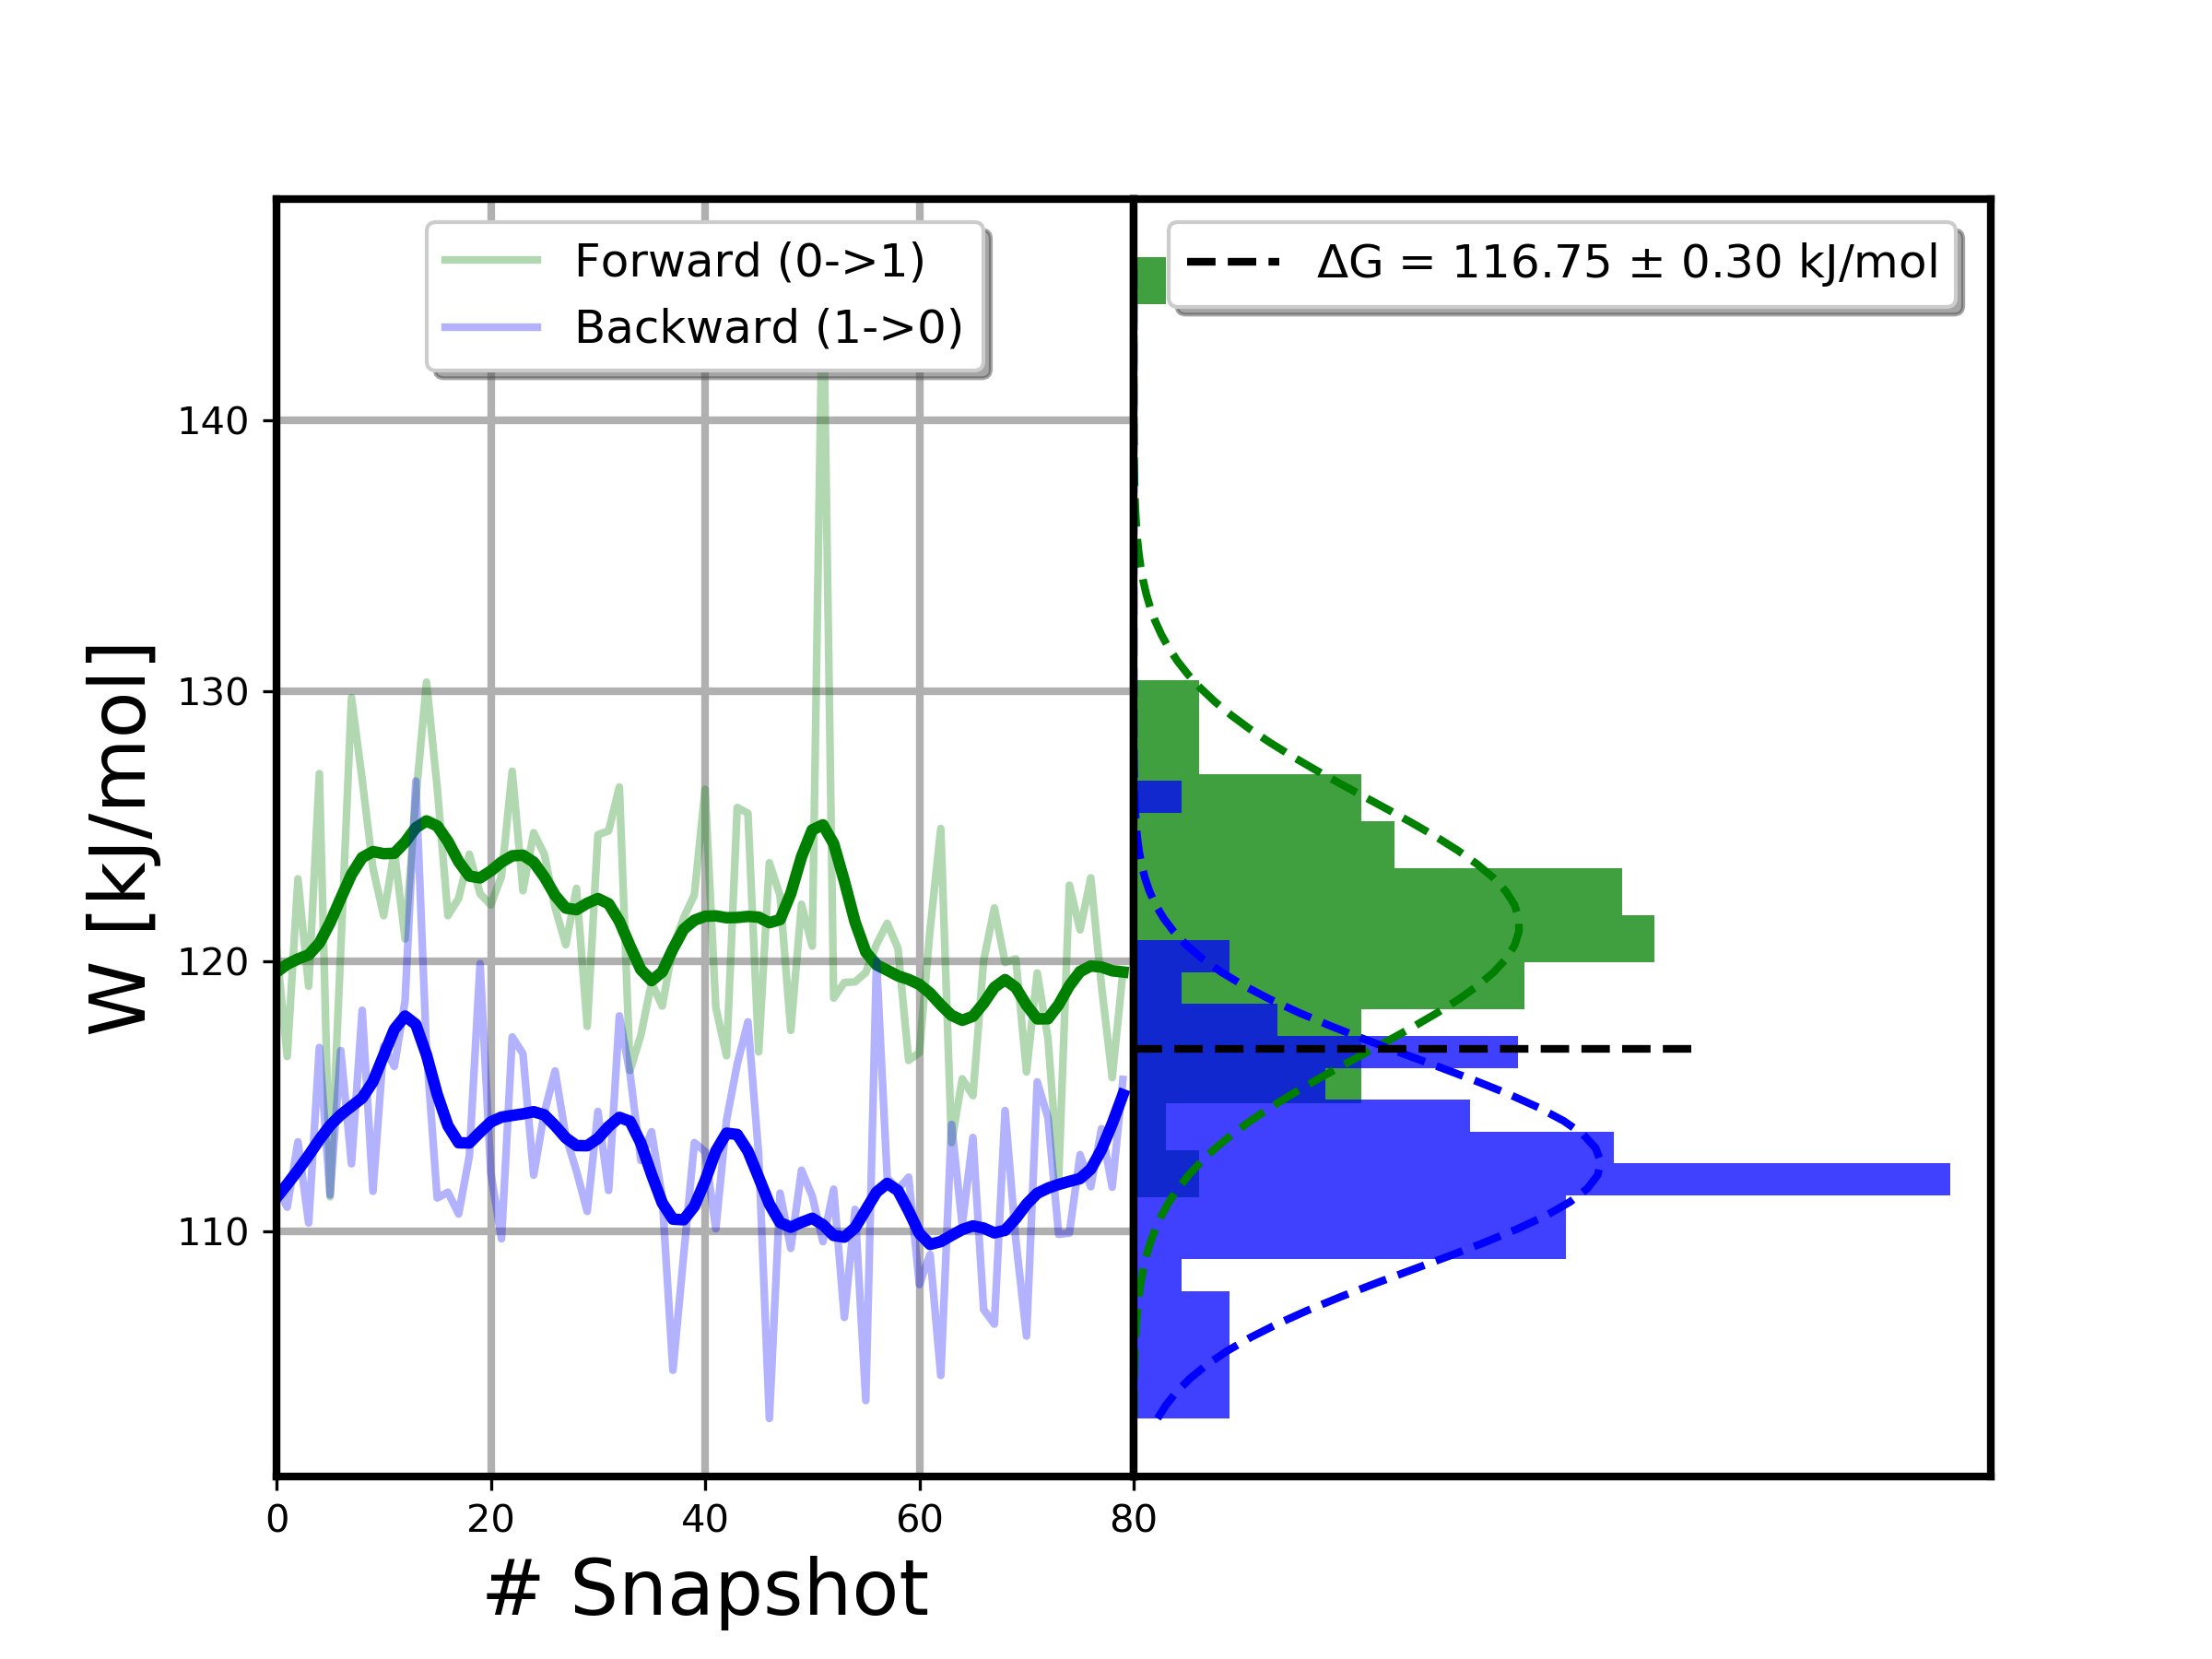 Forward (0->1)
Backward (1->0)
ΔG = 116.75 ± 0.30 kJ/mol
W [kJ/mol]
140
130
120
110
0 20 40 60 80
# Snapshot